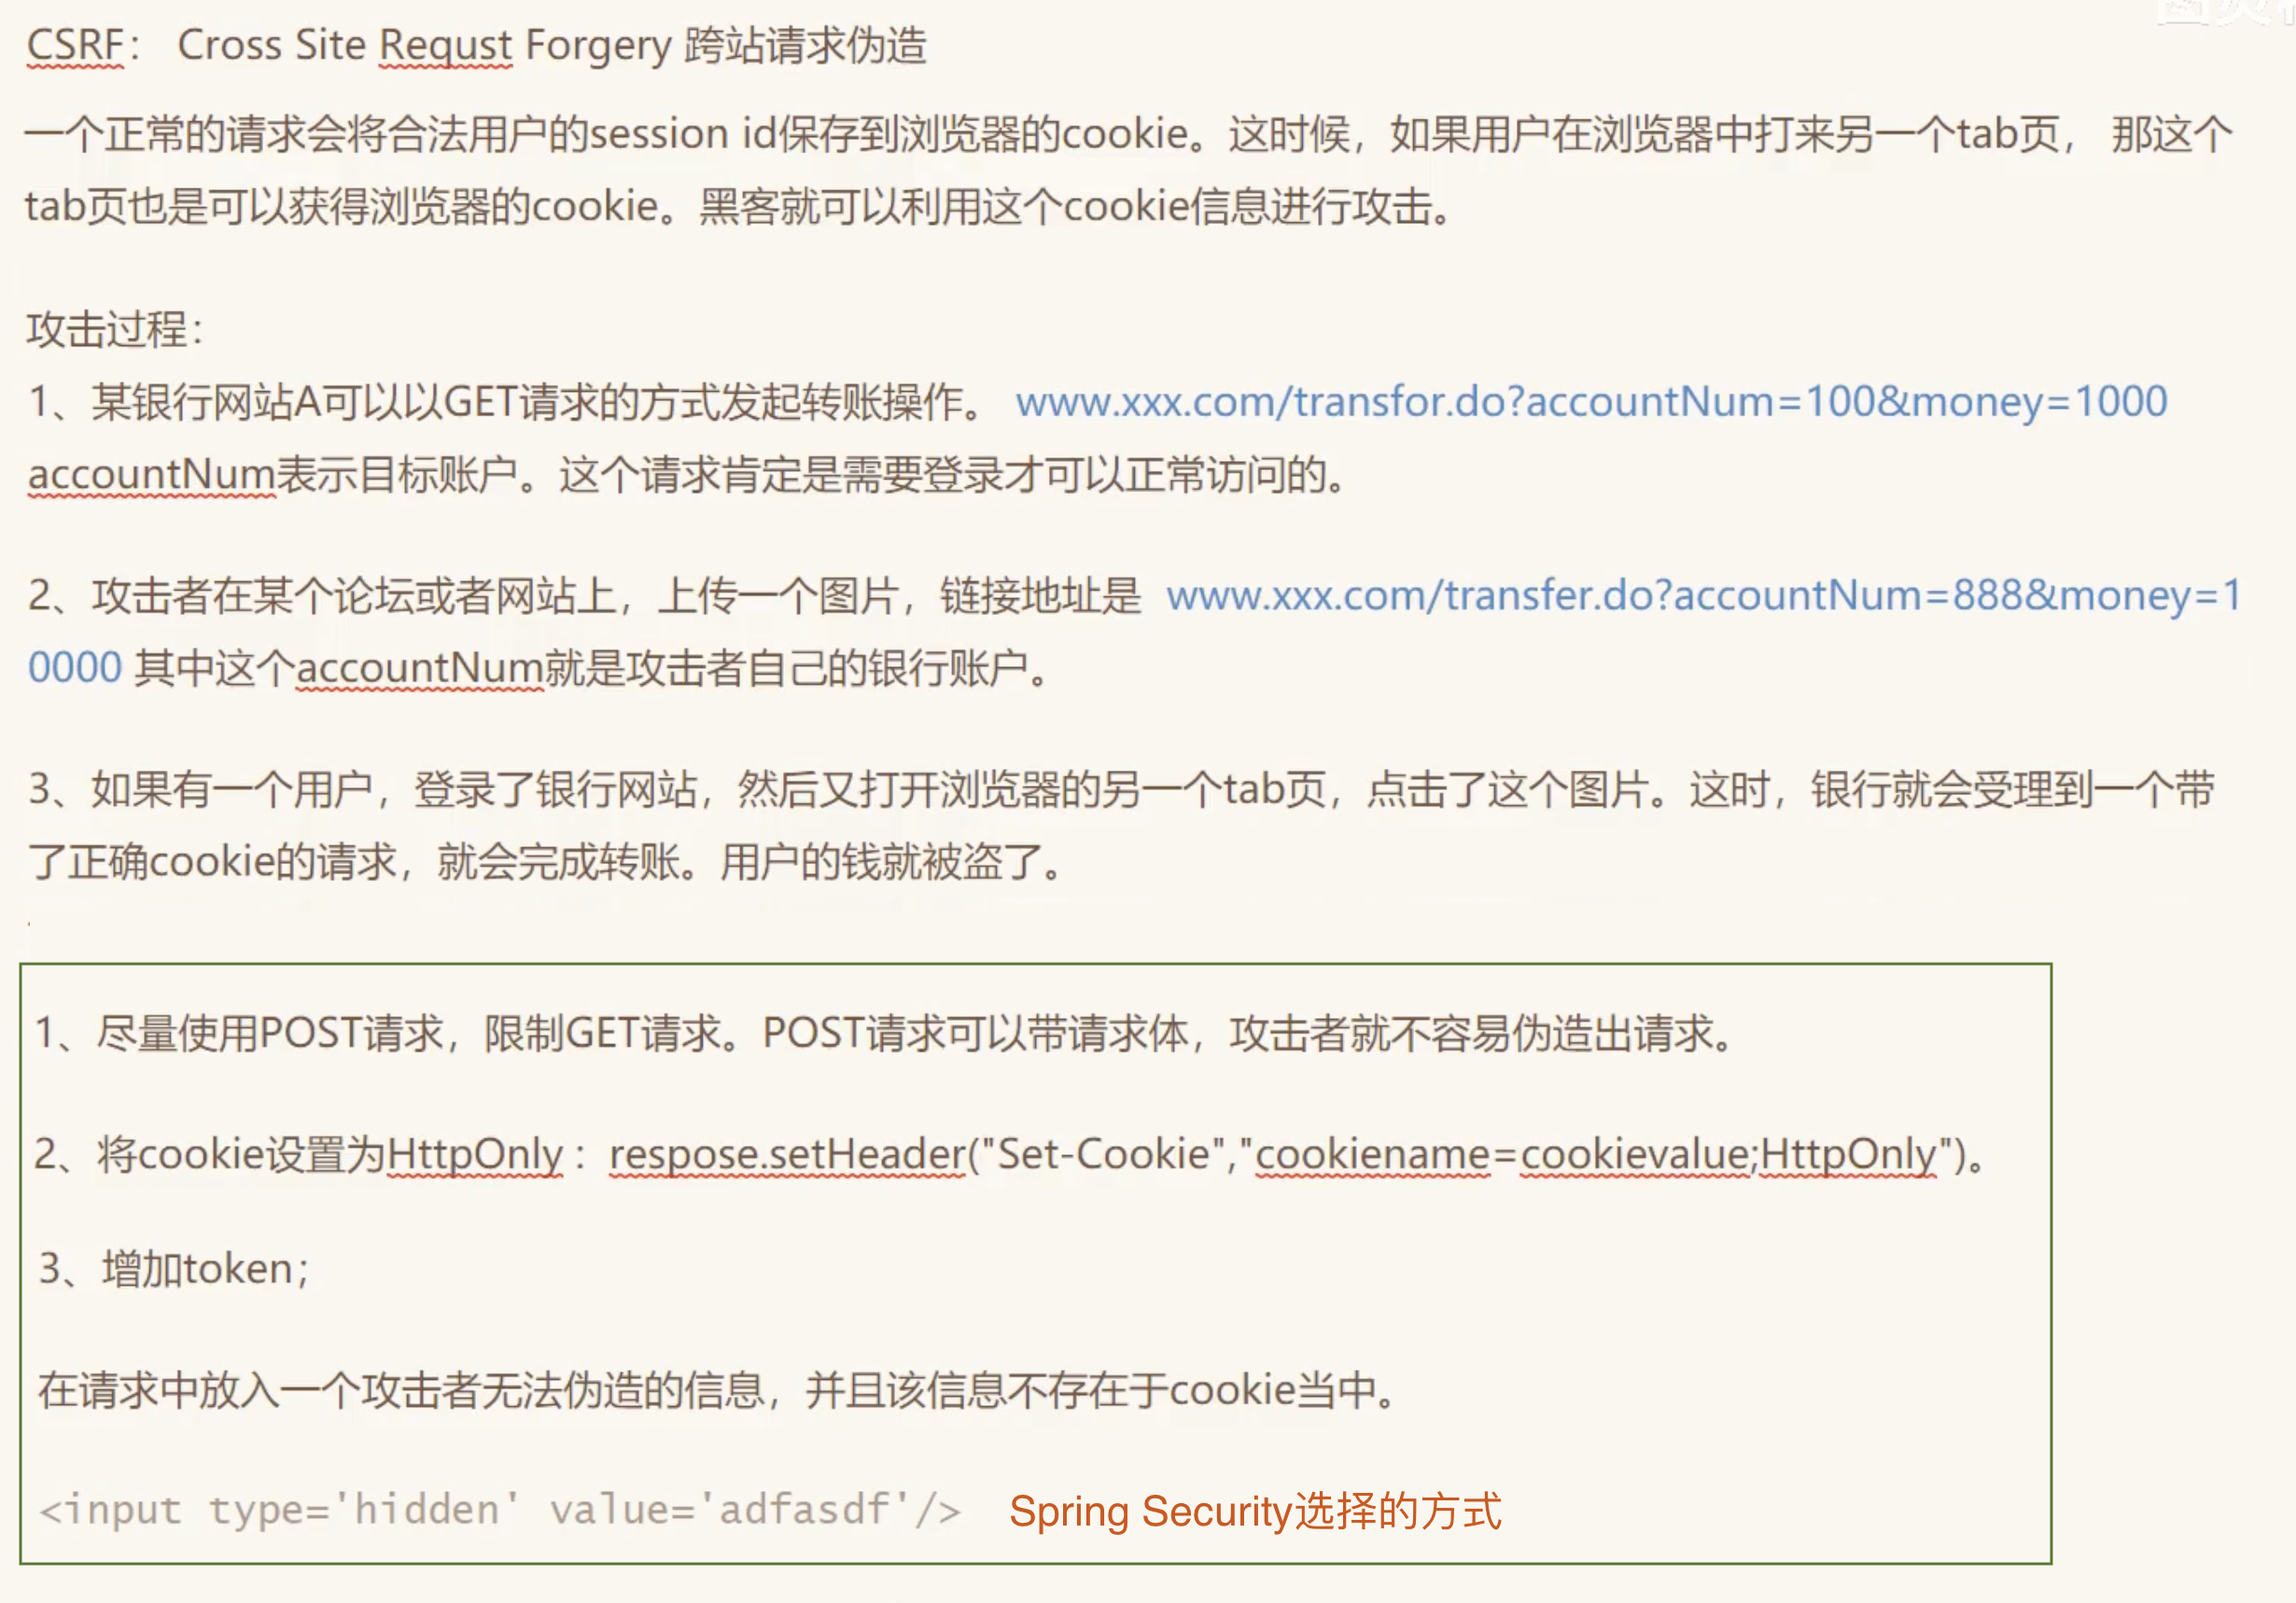 CSRF： Cross Site Requst Forgery 跨站请求伪造
一个正常的请求会将合法用户的session id保存到浏览器的cookie。这时候，如果用户在浏览器中打来另一个tab页， 那这个
tab页也是可以获得浏览器的cookie。黑客就可以利用这个cookie信息进行攻击。
攻击过程：
1、某银行网站A可以以GET请求的方式发起转账操作。 www.xxx.com/transfor.do?accountNum=100&money=1000
accountNum表示目标账户。这个请求肯定是需要登录才可以正常访问的。
2、攻击者在某个论坛或者网站上，上传一个图片，链接地址是 www.xxx.com/transfer.do?accountNum=888&money=1
0000 其中这个accountNum就是攻击者自己的银行账户。
3、如果有一个用户，登录了银行网站，然后又打开浏览器的另一个tab页，点击了这个图片。这时，银行就会受理到一个带
了正确cookie的请求，就会完成转账。用户的钱就被盗了。
1、尽量使用POST请求，限制GET请求。POST请求可以带请求体，攻击者就不容易伪造出请求。
2、将cookie设置为HttpOnly： respose.setHeader("Set-Cookie","cookiename=cookievalue;HttpOnly")。
3、增加token；
在请求中放入一个攻击者无法伪造的信息，并且该信息不存在于cookie当中。
<input type='hidden' value='adfasdf'/> Spring Security选择的方式